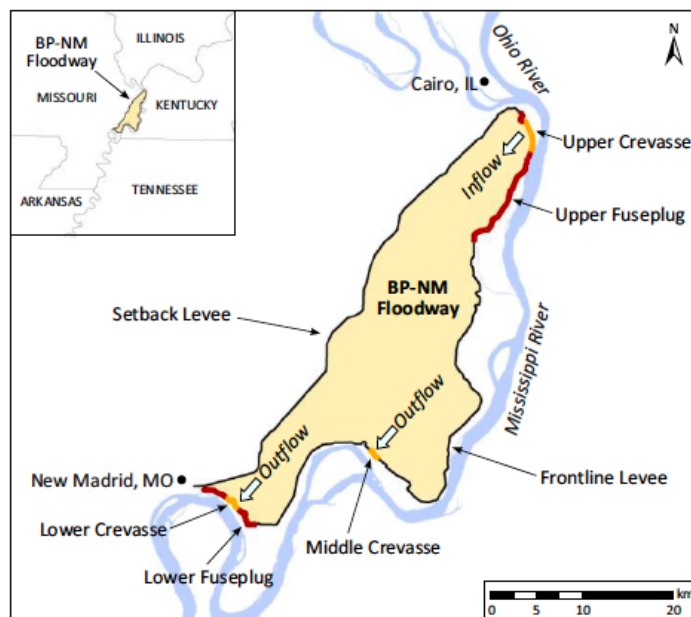 ILLINOIS
BP-NM
Floodway
MISSOURI
KENTUCKY
ARKANSAS
TENNESSEE
N
Ohio River
Cairo, IL
Upper Crevasse
Inflow
Upper Fuseplug
BP-NM
Floodway
Setback Levee
Mississippi River
Outflow
Outflow
New Madrid, MO
Frontline Levee
Lower Crevasse
Middle Crevasse
Lower Fuseplug
km
0 5 10 20